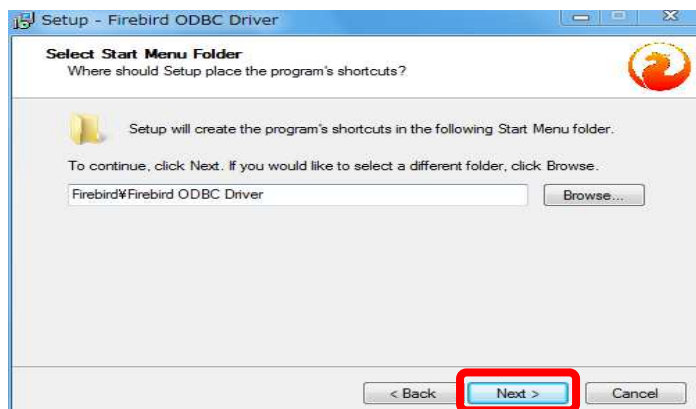 Setup - Firebird ODBC Driver
Select Start Menu Folder
Where should Setup place the program's shortcuts?
Setup will create the program's shortcuts in the following Start Menu folder.
To continue, click Next. If you would like to select a different folder, click Browse.
Firebird¥Firebird ODBC Driver
Browse...
< Back
Next >
Cancel